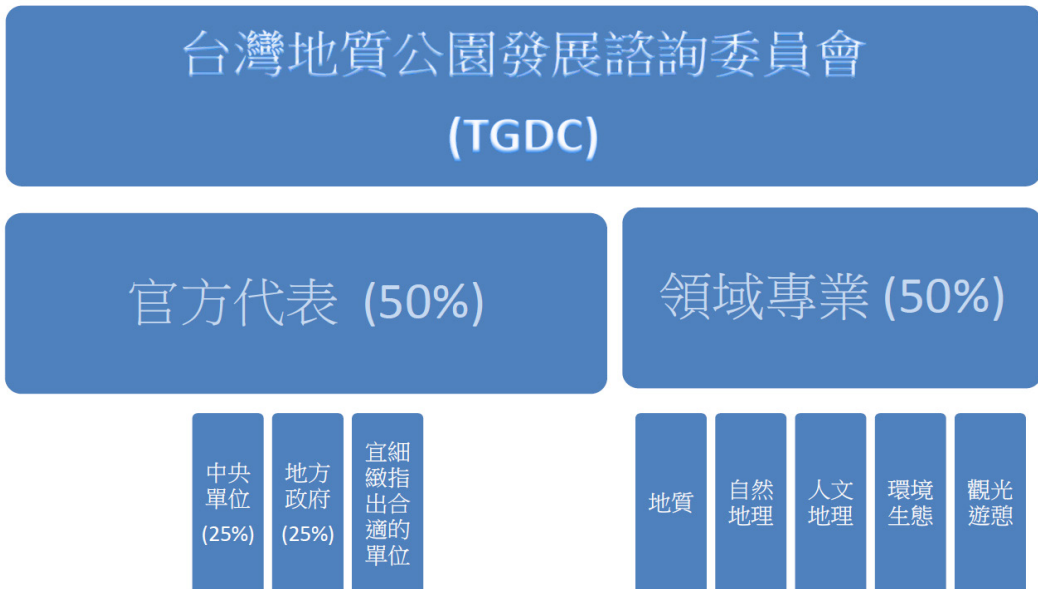 台灣地質公園發展諮詢委員會
(TGDC)
官方代表 (50%)
領域專業 (50%)
中央
單位
(25%)
地方
政府
(25%)
宜細
緻指
出合
適的
單位
地質
自然
地理
人文
地理
環境
生態
觀光
遊憩